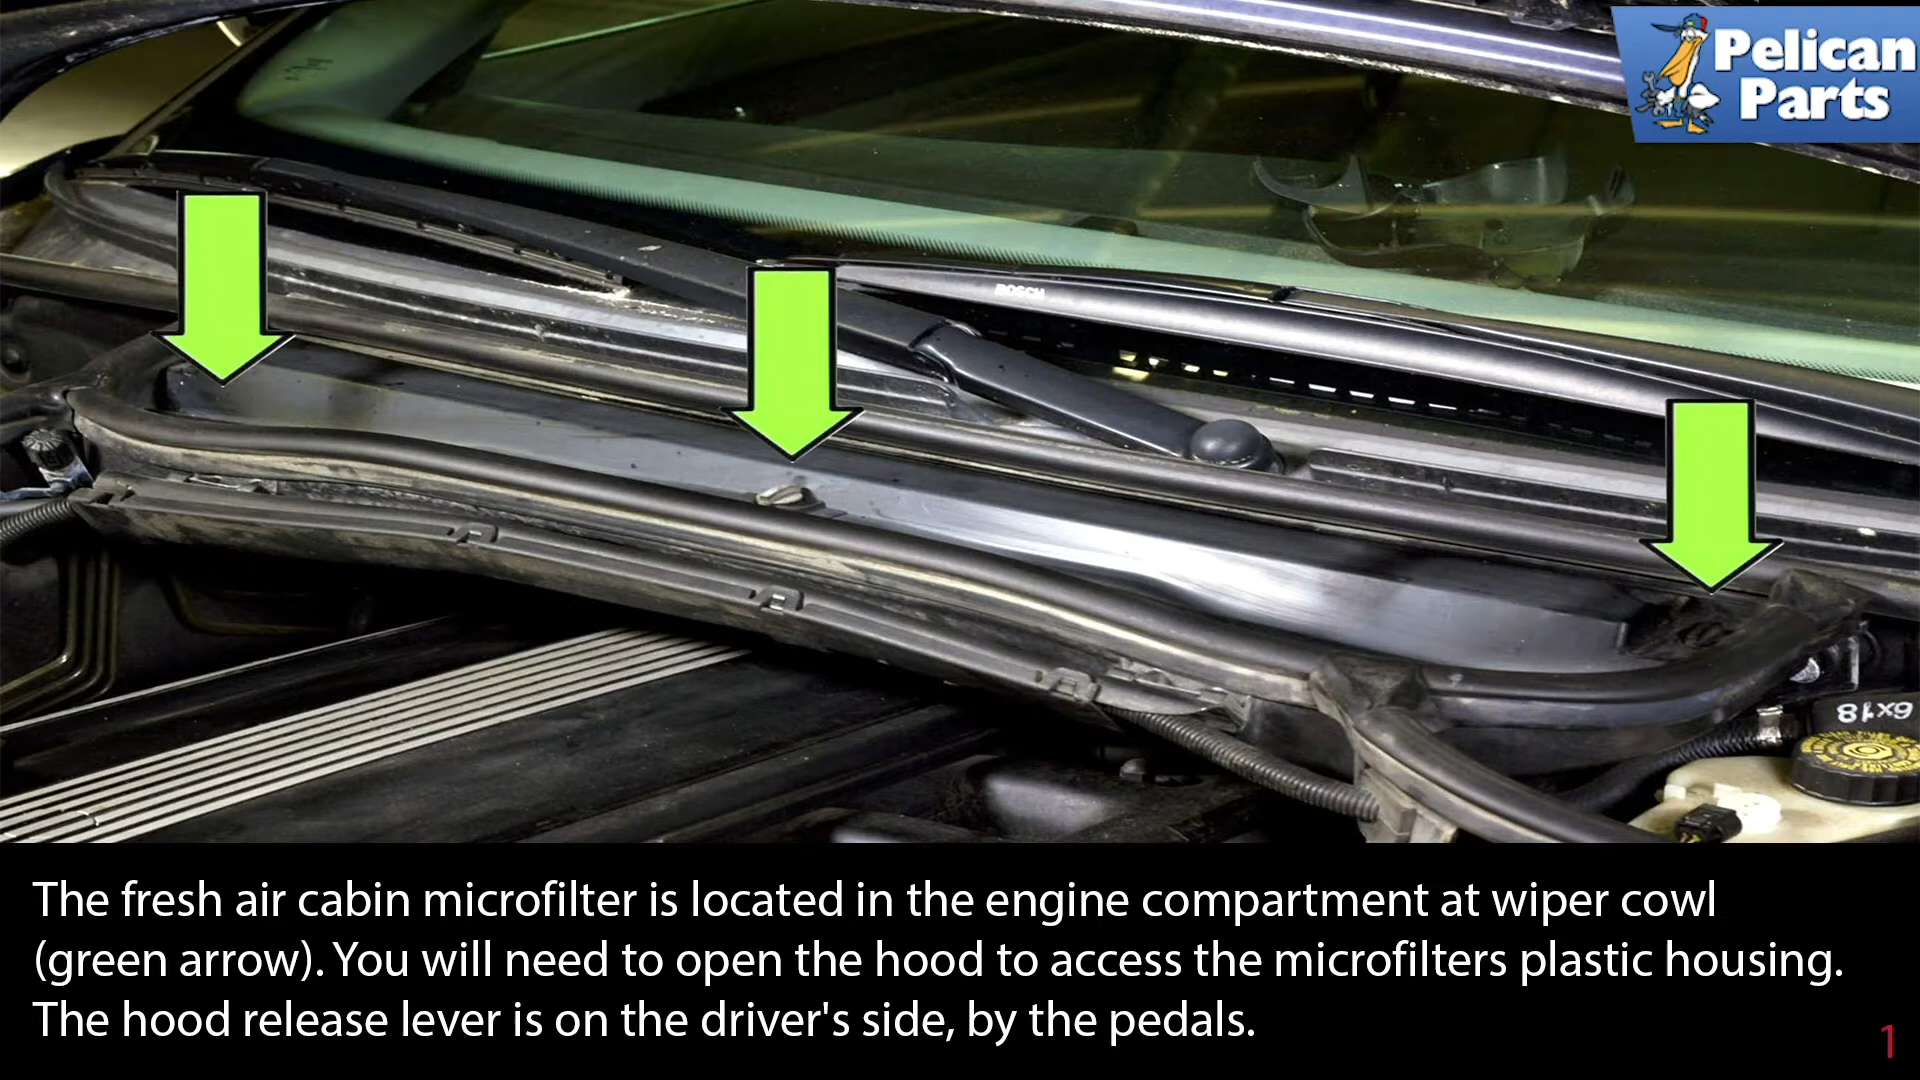 Pelican
Parts
BOSCH
6x18
The fresh air cabin microfilter is located in the engine compartment at wiper cowl
(green arrow). You will need to open the hood to access the microfilters plastic housing.
The hood release lever is on the driver's side, by the pedals.
1